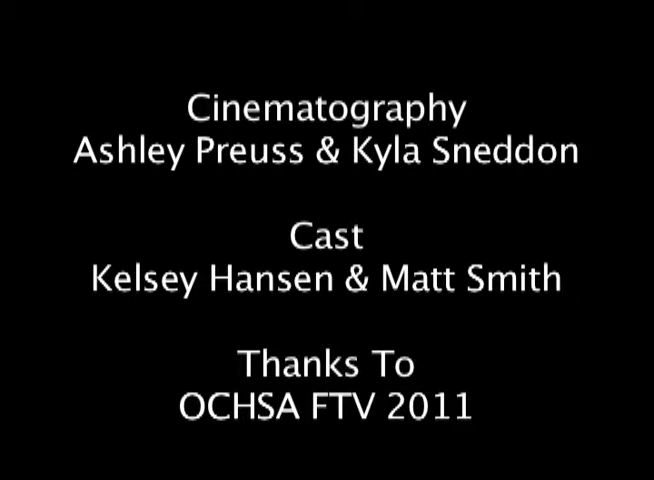 Cinematography
Ashley Preuss & Kyla Sneddon
Cast
Kelsey Hansen & Matt Smith
Thanks To
OCHSA FTV 2011